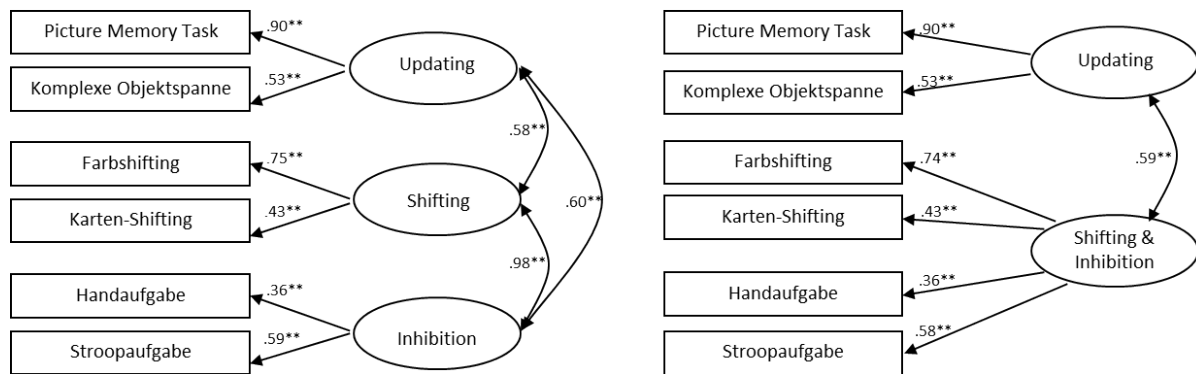 Picture Memory Task
.90**
Updating
Komplexe Objektspanne
.53**
.58**
Farbshifting
.75**
Shifting
Karten-Shifting
.43**
.60**
.98**
Handaufgabe
.36**
Inhibition
Stroopaufgabe
.59**
Picture Memory Task
.90**
Updating
Komplexe Objektspanne
.53**
.59**
Farbshifting
.74**
Karten-Shifting
.43**
Shifting &
Inhibition
Handaufgabe
.36**
Stroopaufgabe
.58**